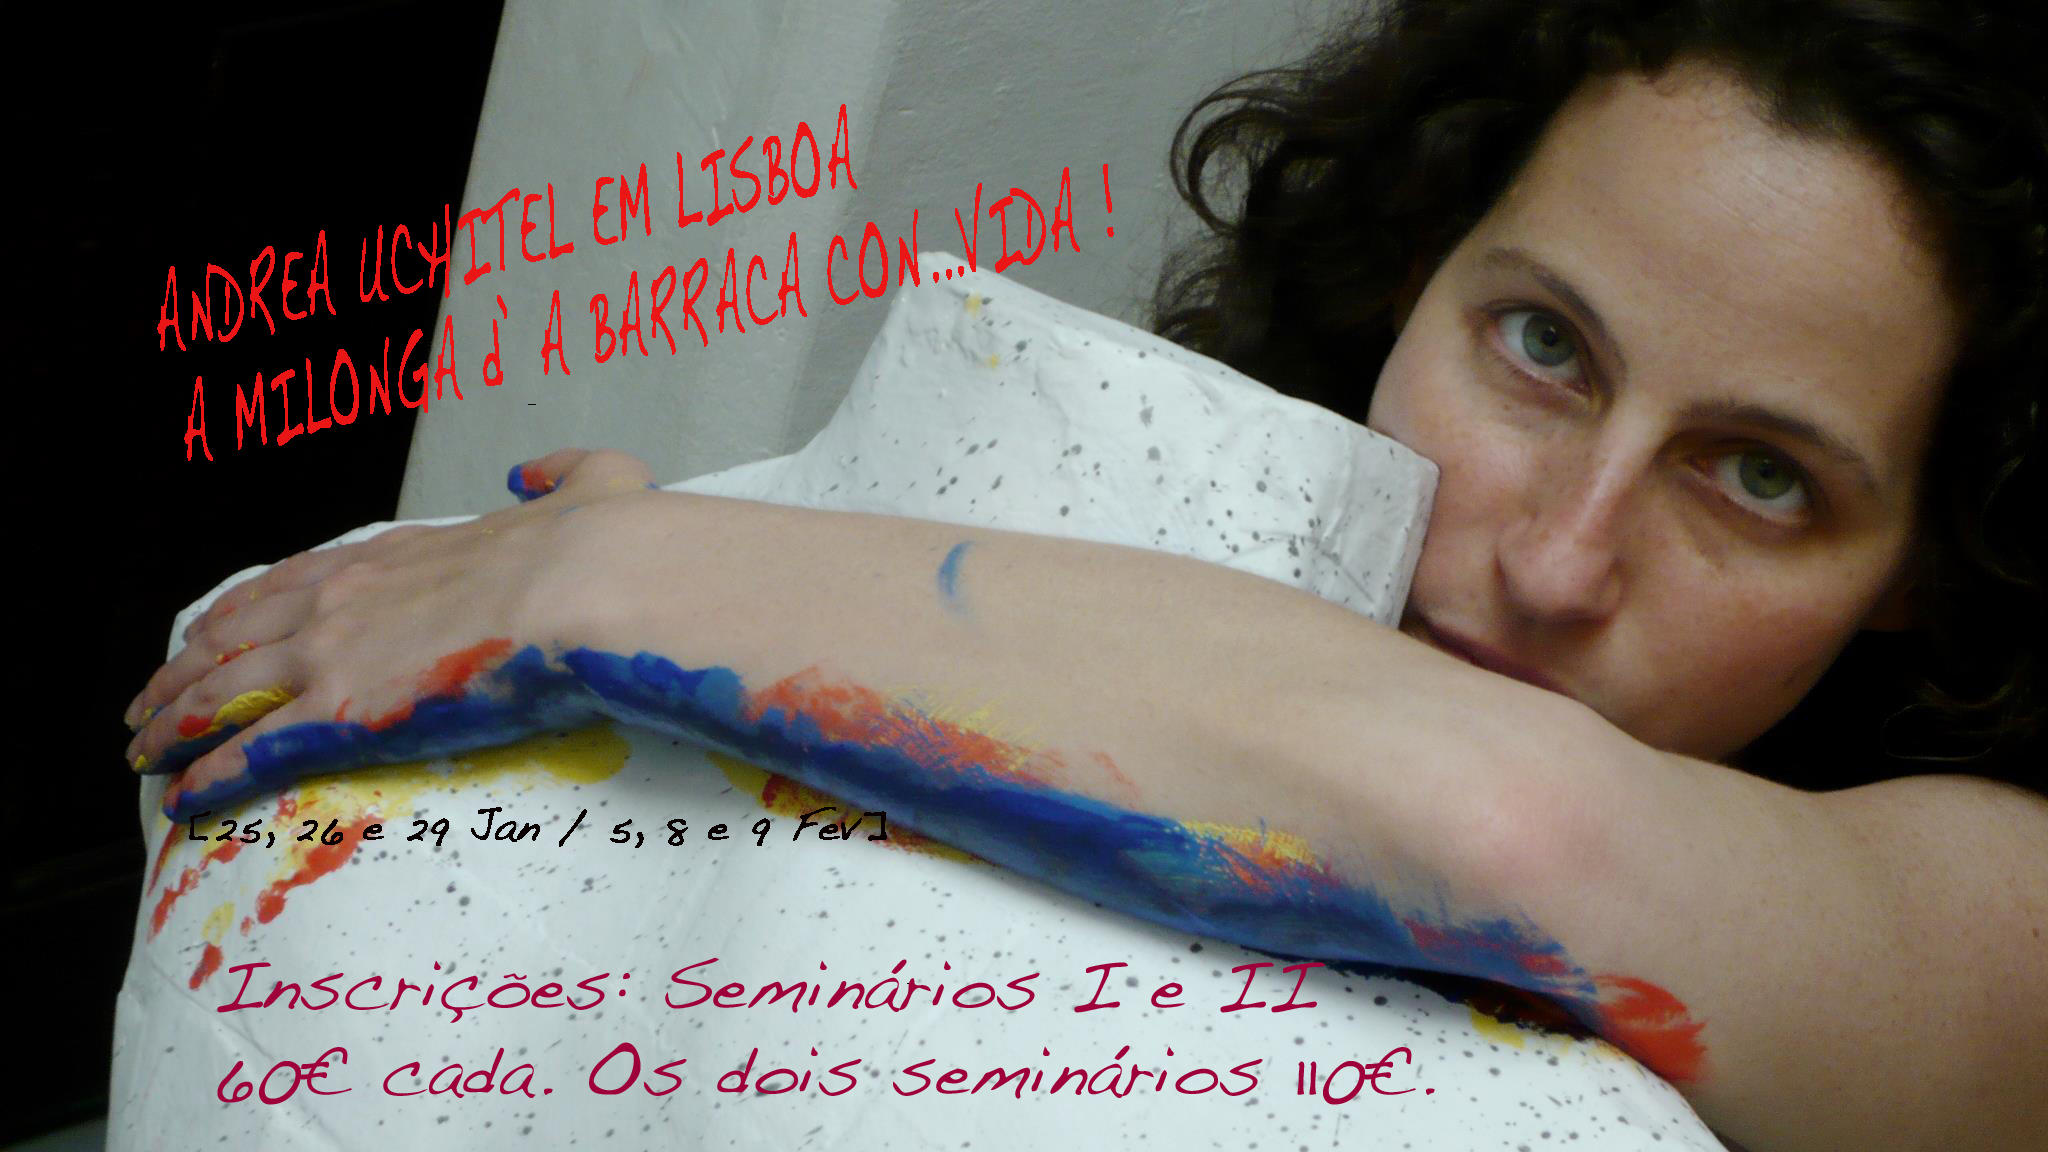 ANDREA UCHITEL EM LISBOA
A MILONGA d' A BARRACA CON...VIDA !
[25, 26 e 29 Jan / 5, 8 e 9 Fev]
Inscrições: Seminários I e II
60€ cada. Os dois seminários 110€.